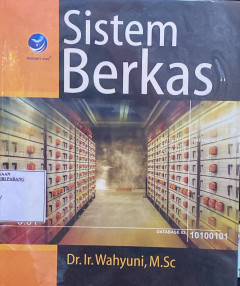 Sistem
Berkas
DATABASE ID 10100101
Dr. Ir. Wahyuni, M.Sc